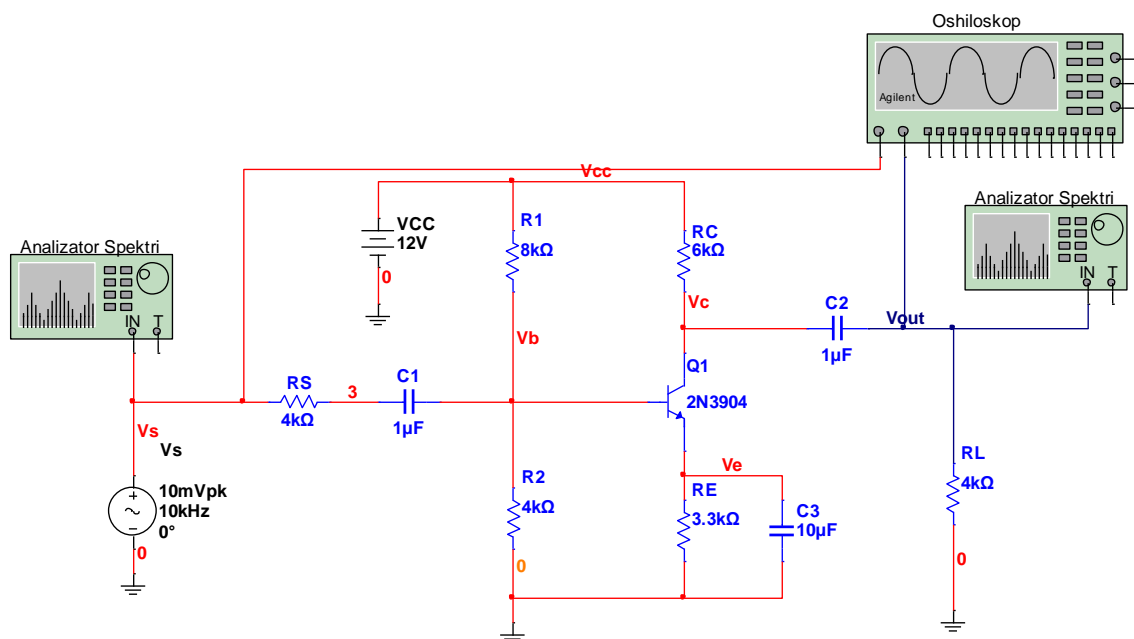 Oshiloskop
Agilent
Analizator Spektri
IN T
Vcc
VCC
12V
0
R1
8kΩ
RC
6kΩ
Vc
C2
1µF
Vout
Analizator Spektri
IN T
Vb
Q1
2N3904
RS
4kΩ
3
C1
1µF
Vs
Vs
10mVpk
10kHz
0°
0
R2
4kΩ
0
Ve
RE
3.3kΩ
C3
10µF
RL
4kΩ
0